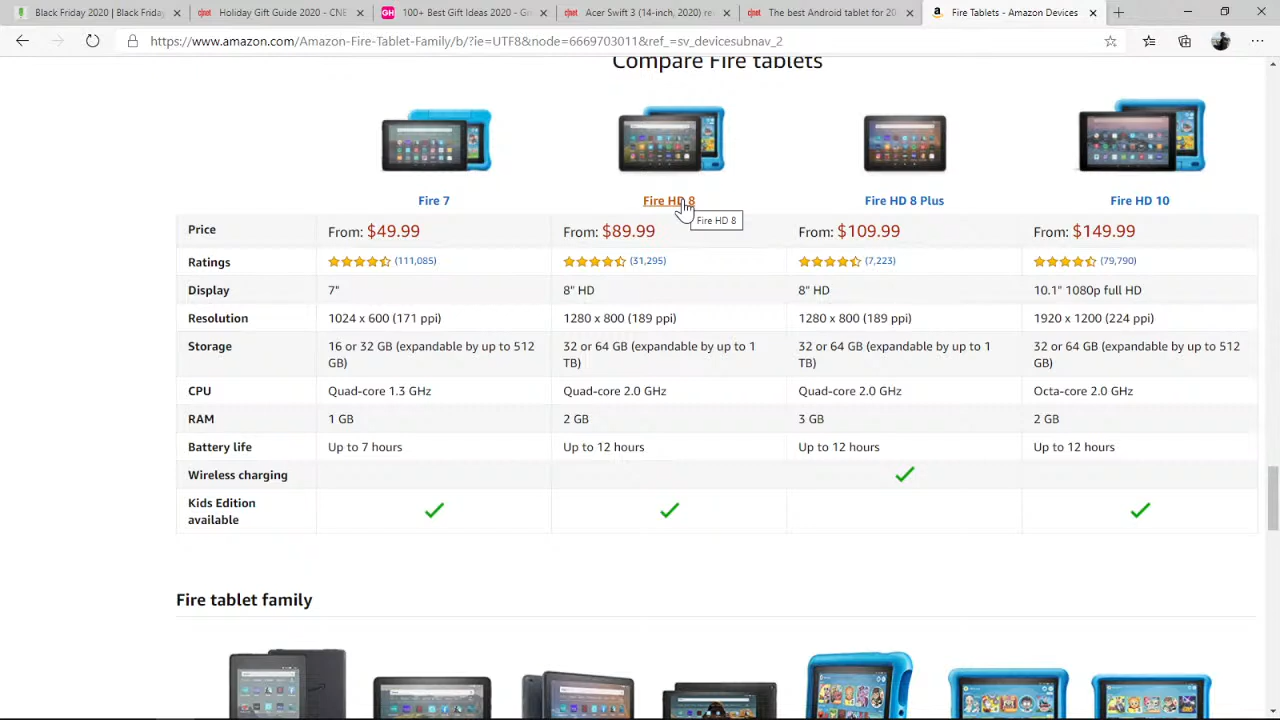 Black Friday 2020 | Black Friday
Holiday Gift Guide 2020 - CNE
100+ Best Gift Ideas 2020 - Gr
Acer Swift 3 (14-inch, 2020) re
The best Android tablet for 20
Fire Tablets - Amazon Devices
https://www.amazon.com/Amazon-Fire-Tablet-Family/b/?ie=UTF8&node=6669703011&ref_=sv_devicesubnav_2
Compare Fire tablets
Fire 7 Fire HD 8 Fire HD 8 Plus Fire HD 10
Fire HD 8
Price From: $49.99 From: $89.99 From: $109.99 From: $149.99
Ratings (111,085) (31,295) (7,223) (79,790)
Display 7" 8" HD 8" HD 10.1" 1080p full HD
Resolution 1024 x 600 (171 ppi) 1280 x 800 (189 ppi) 1280 x 800 (189 ppi) 1920 x 1200 (224 ppi)
Storage 16 or 32 GB (expandable by up to 512 32 or 64 GB (expandable by up to 1 32 or 64 GB (expandable by up to 1 32 or 64 GB (expandable by up to 512
GB) TB) TB) GB)
CPU Quad-core 1.3 GHz Quad-core 2.0 GHz Quad-core 2.0 GHz Octa-core 2.0 GHz
RAM 1 GB 2 GB 3 GB 2 GB
Battery life Up to 7 hours Up to 12 hours Up to 12 hours Up to 12 hours
Wireless charging
Kids Edition
available
Fire tablet family